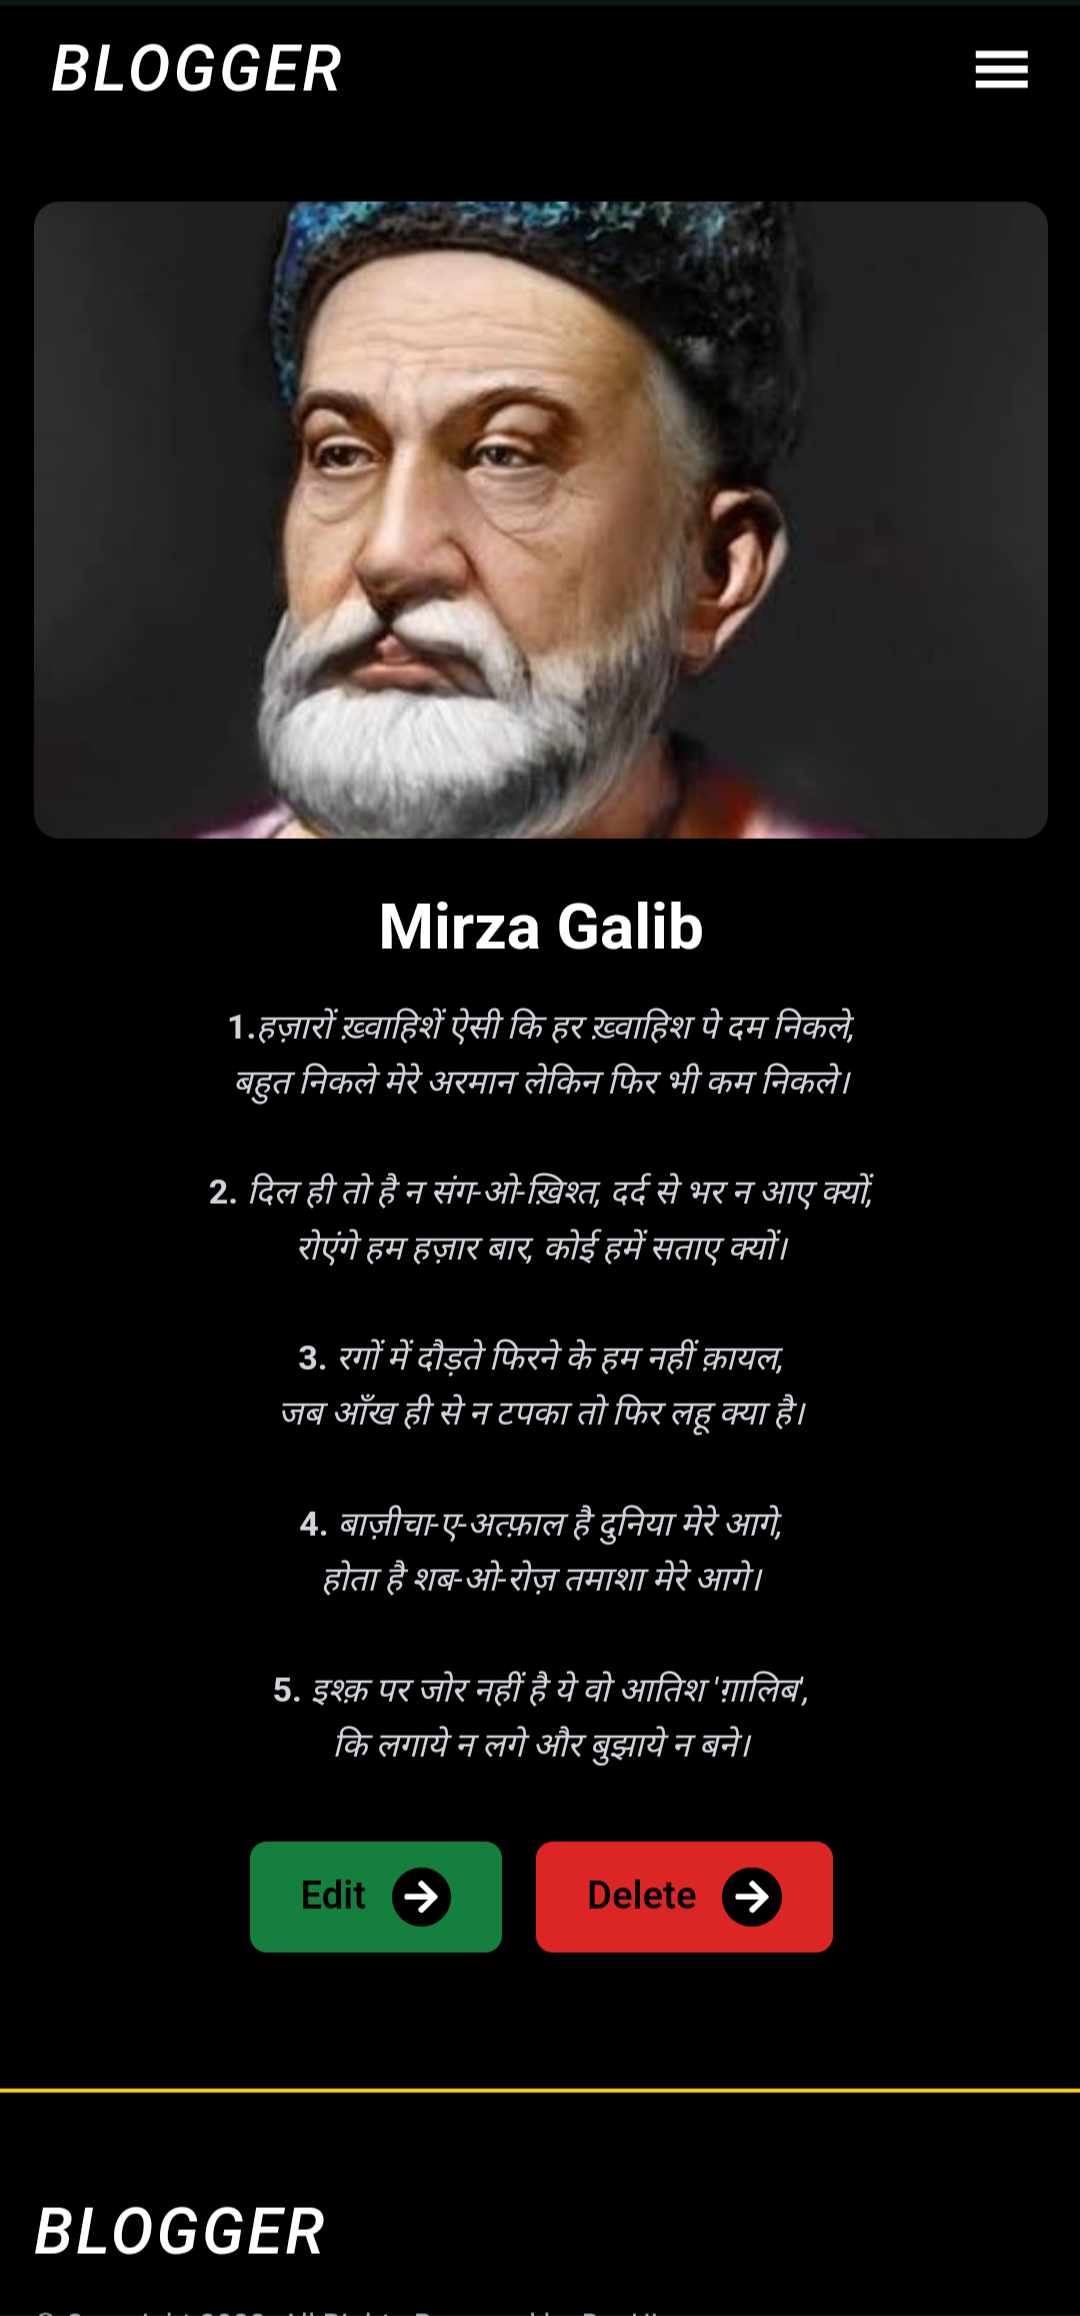 BLOGGER
Mirza Galib
1.हज़ारों ख़्वाहिशें ऐसी कि हर ख़्वाहिश पे दम निकले,
बहुत निकले मेरे अरमान लेकिन फिर भी कम निकले।
2. दिल ही तो है न संग-ओ-ख़िश्त, दर्द से भर न आए क्यों,
रोएंगे हम हज़ार बार, कोई हमें सताए क्यों।
3. रगों में दौड़ते फिरने के हम नहीं क़ायल,
जब आँख ही से न टपका तो फिर लहू क्या है।
4. बाज़ीचा-ए-अत्फ़ाल है दुनिया मेरे आगे,
होता है शब-ओ-रोज़ तमाशा मेरे आगे।
5. इश्क़ पर जोर नहीं है ये वो आतिश 'ग़ालिब',
कि लगाये न लगे और बुझाये न बने।
Edit Delete
BLOGGER